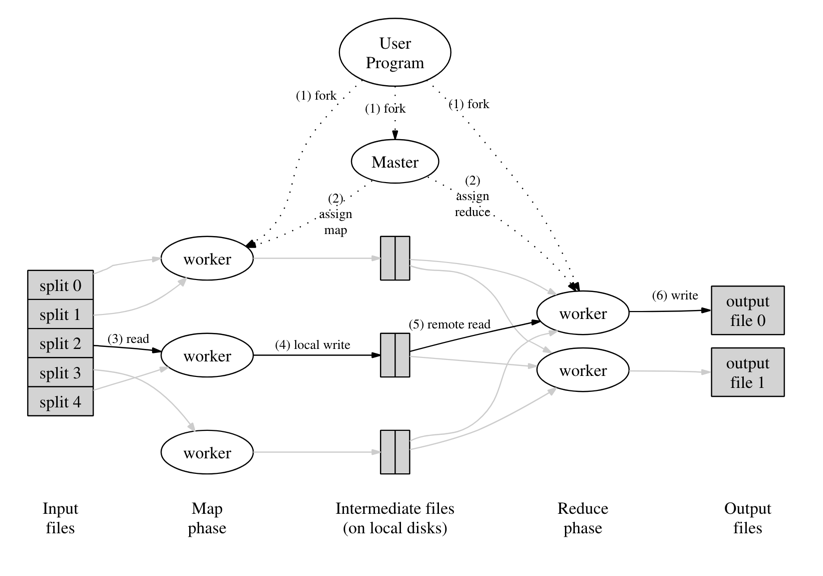 User
Program
(1) fork
(1) fork
(1) fork
Master
(2)
assign
map
(2)
assign
reduce
worker
split 0
split 1
split 2
split 3
split 4
(3) read
worker
(4) local write
worker
(5) remote read
worker
worker
(6) write
output
file 0
output
file 1
Input
files
Map
phase
Intermediate files
(on local disks)
Reduce
phase
Output
files